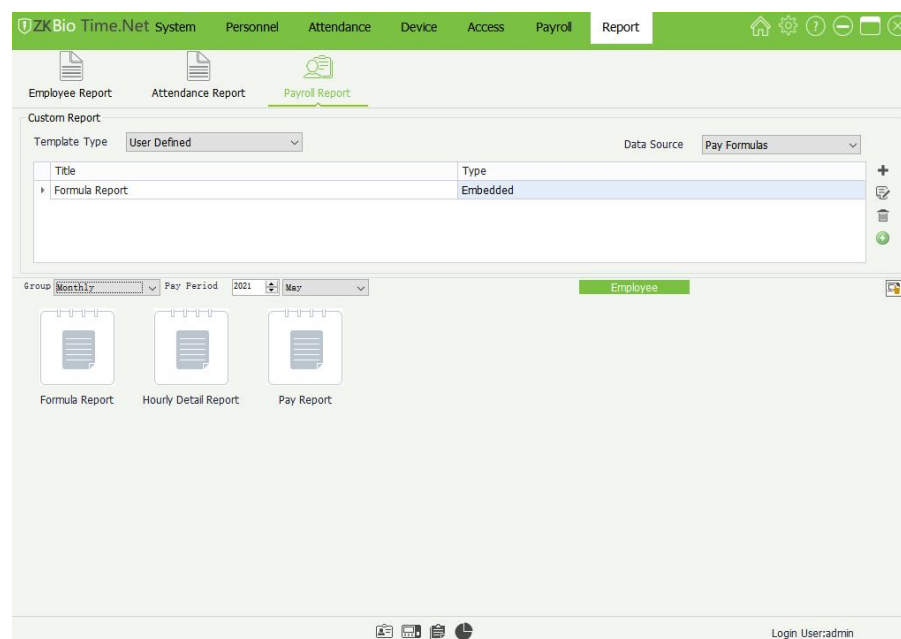 ZKBio Time.Net System Personnel Attendance Device Access Payroll Report
Employee Report Attendance Report Payroll Report
Custom Report
Template Type User Defined Data Source Pay Formulas
Title Type
Formula Report Embedded
Group Monthly Pay Period 2021 May Employee
Formula Report Hourly Detail Report Pay Report
Login User:admin